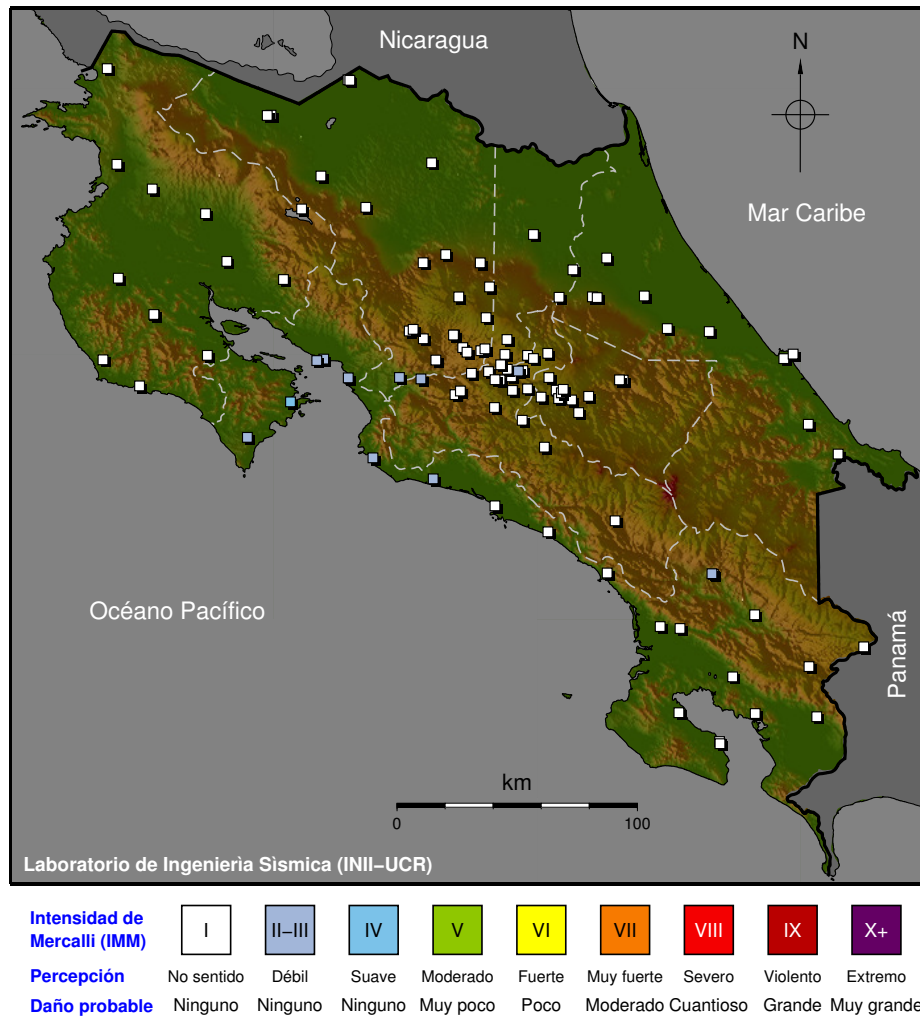 Nicaragua
N
Mar Caribe
Océano Pacífico
Panamá
km
0 100
Laboratorio de Ingenierìa Sìsmica (INII–UCR)
Intensidad de
Mercalli (IMM)
I II–III IV V VI VII VIII IX X+
Percepción No sentido Débil Suave Moderado Fuerte Muy fuerte Severo Violento Extremo
Daño probable Ninguno Ninguno Ninguno Muy poco Poco Moderado Cuantioso Grande Muy grande